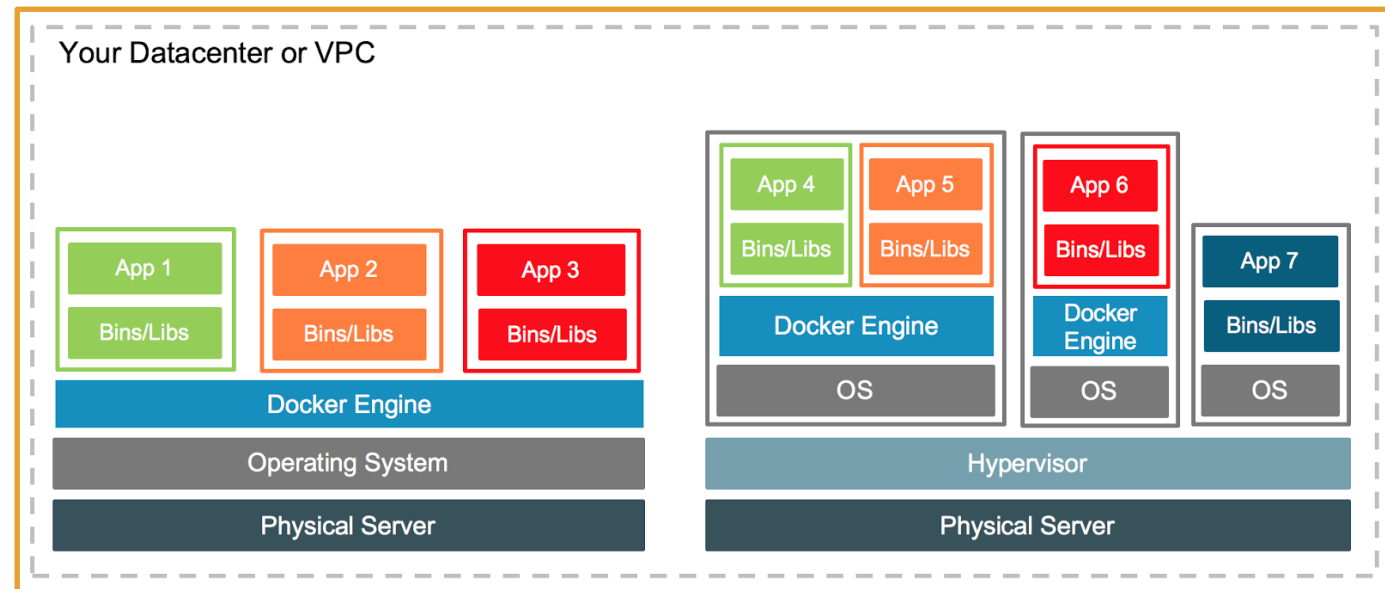 Your Datacenter or VPC
App 1
Bins/Libs
App 2
Bins/Libs
App 3
Bins/Libs
Docker Engine
Operating System
Physical Server
App 4
Bins/Libs
App 5
Bins/Libs
Docker Engine
OS
App 6
Bins/Libs
Docker
Engine
OS
App 7
Bins/Libs
OS
Hypervisor
Physical Server